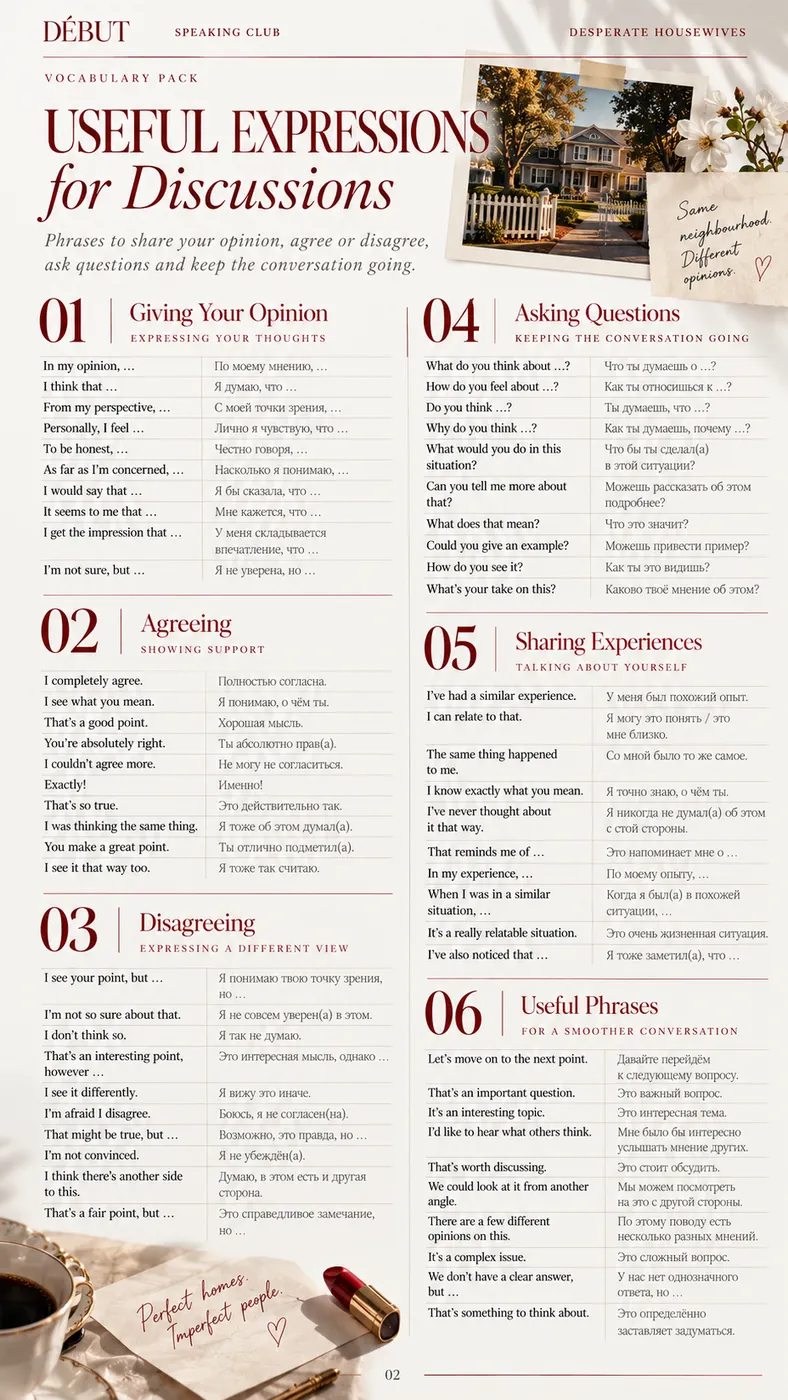 DÉBUT
SPEAKING CLUB
DESPERATE HOUSEWIVES
VOCABULARY PACK
USEFUL EXPRESSIONS
for Discussions
Phrases to share your opinion, agree or disagree,
ask questions and keep the conversation going.
Same
neighbourhood.
Different
opinions.
01
Giving Your Opinion
EXPRESSING YOUR THOUGHTS
In my opinion, … По моему мнению, …
I think that … Я думаю, что …
From my perspective, … С моей точки зрения, …
Personally, I feel … Лично я чувствую, что …
To be honest, … Честно говоря, …
As far as I'm concerned, … Насколько я понимаю, …
I would say that … Я бы сказала, что …
It seems to me that … Мне кажется, что …
I get the impression that … У меня складывается
впечатление, что …
I'm not sure, but … Я не уверена, но …
02
Agreeing
SHOWING SUPPORT
I completely agree. Полностью согласна.
I see what you mean. Я понимаю, о чём ты.
That's a good point. Хорошая мысль.
You're absolutely right. Ты абсолютно прав(а).
I couldn't agree more. Не могу не согласиться.
Exactly! Именно!
That's so true. Это действительно так.
I was thinking the same thing. Я тоже об этом думал(а).
You make a great point. Ты отлично подметил(а).
I see it that way too. Я тоже так считаю.
03
Disagreeing
EXPRESSING A DIFFERENT VIEW
I see your point, but … Я понимаю твою точку зрения,
но …
I'm not so sure about that. Я не совсем уверен(а) в этом.
I don't think so. Я так не думаю.
That's an interesting point, Это интересная мысль, однако …
however …
I see it differently. Я вижу это иначе.
I'm afraid I disagree. Боюсь, я не согласен(на).
That might be true, but … Возможно, это правда, но …
I'm not convinced. Я не убеждён(а).
I think there's another side Думаю, в этом есть и другая
to this. сторона.
That's a fair point, but … Это справедливое замечание,
но …
Perfect homes.
Imperfect people.
04
Asking Questions
KEEPING THE CONVERSATION GOING
What do you think about …? Что ты думаешь о …?
How do you feel about …? Как ты относишься к …?
Do you think …? Ты думаешь, что …?
Why do you think …? Как ты думаешь, почему …?
What would you do in this Что бы ты сделал(а)
situation? в этой ситуации?
Can you tell me more about Можешь рассказать об этом
that? подробнее?
What does that mean? Что это значит?
Could you give an example? Можешь привести пример?
How do you see it? Как ты это видишь?
What's your take on this? Каково твоё мнение об этом?
05
Sharing Experiences
TALKING ABOUT YOURSELF
I've had a similar experience. У меня был похожий опыт.
I can relate to that. Я могу это понять / это
мне близко.
The same thing happened Со мной было то же самое.
to me.
I know exactly what you mean. Я точно знаю, о чём ты.
I've never thought about Я никогда не думал(а) об этом
it that way. с этой стороны.
That reminds me of … Это напоминает мне о …
In my experience, … По моему опыту, …
When I was in a similar Когда я был(а) в похожей
situation, … ситуации, …
It's a really relatable situation. Это очень жизненная ситуация.
I've also noticed that … Я тоже заметил(а), что …
06
Useful Phrases
FOR A SMOOTHER CONVERSATION
Let's move on to the next point. Давайте перейдём
к следующему вопросу.
That's an important question. Это важный вопрос.
It's an interesting topic. Это интересная тема.
I'd like to hear what others think. Мне было бы интересно
услышать мнение других.
That's worth discussing. Это стоит обсудить.
We could look at it from another Мы можем посмотреть
angle. на это с другой стороны.
There are a few different По этому поводу есть
opinions on this. несколько разных мнений.
It's a complex issue. Это сложный вопрос.
We don't have a clear answer, У нас нет однозначного
but … ответа, но …
That's something to think about. Это определённо
заставляет задуматься.
02